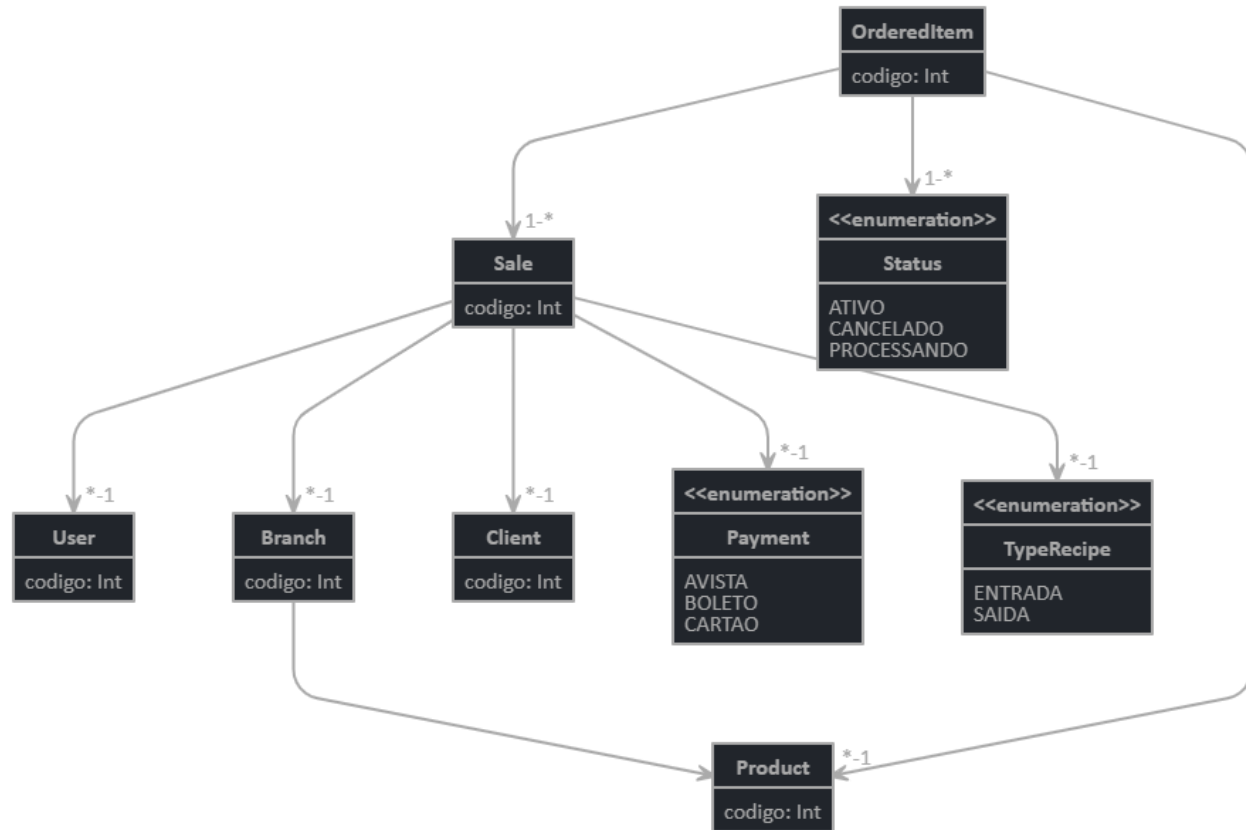 OrderedItem
codigo: Int
1-*
1-*
<<enumeration>>
Status
ATIVO
CANCELADO
PROCESSANDO
Sale
codigo: Int
*-1
*-1
*-1
*-1
*-1
User
codigo: Int
Branch
codigo: Int
Client
codigo: Int
<<enumeration>>
Payment
AVISTA
BOLETO
CARTAO
<<enumeration>>
TypeRecipe
ENTRADA
SAIDA
*-1
Product
codigo: Int